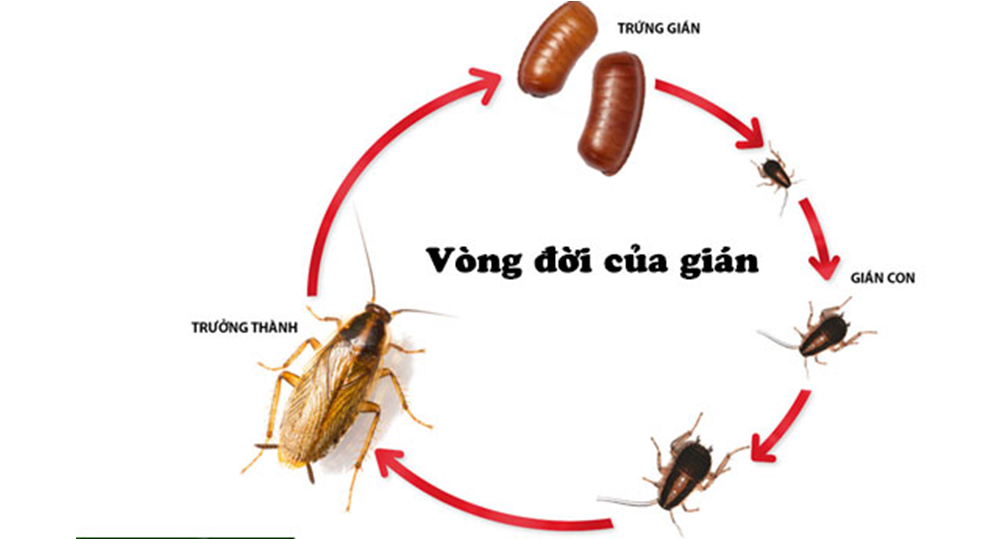 TRỨNG GIÁN
Vòng đời của gián
GIÁN CON
TRƯỞNG THÀNH